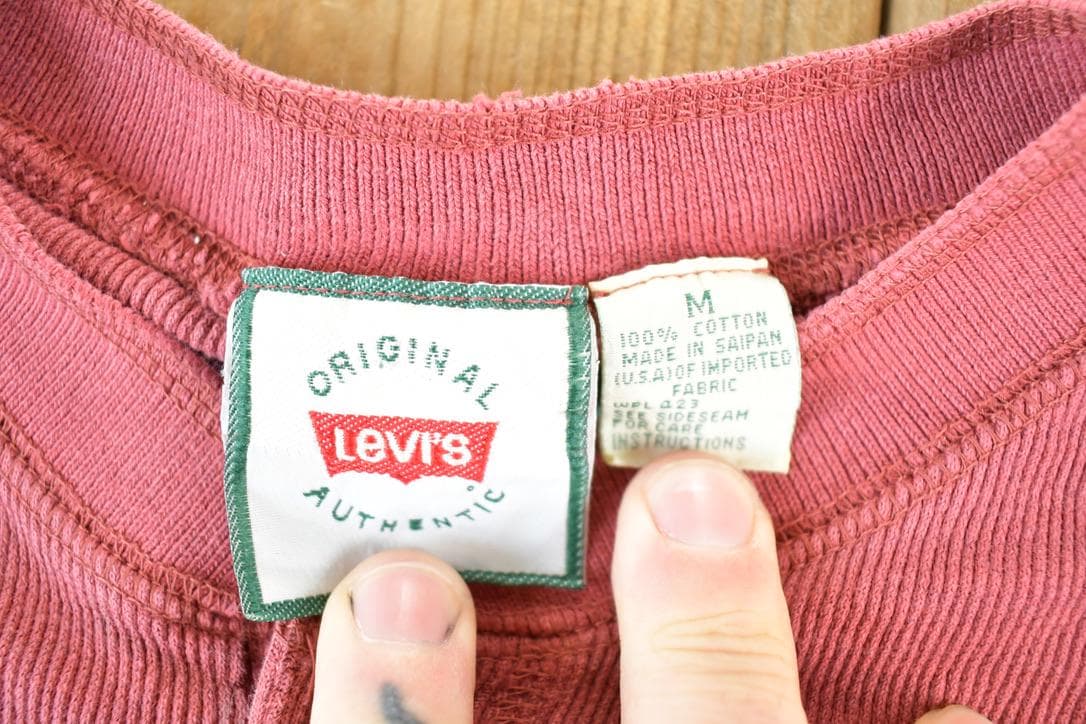 ORIGINAL
LEVI'S
AUTHENTIC
M
100% COTTON
MADE IN SAIPAN
(U.S.A) OF IMPORTED
FABRIC
WPL 423
SEE SIDESEAM
FOR CARE
INSTRUCTIONS